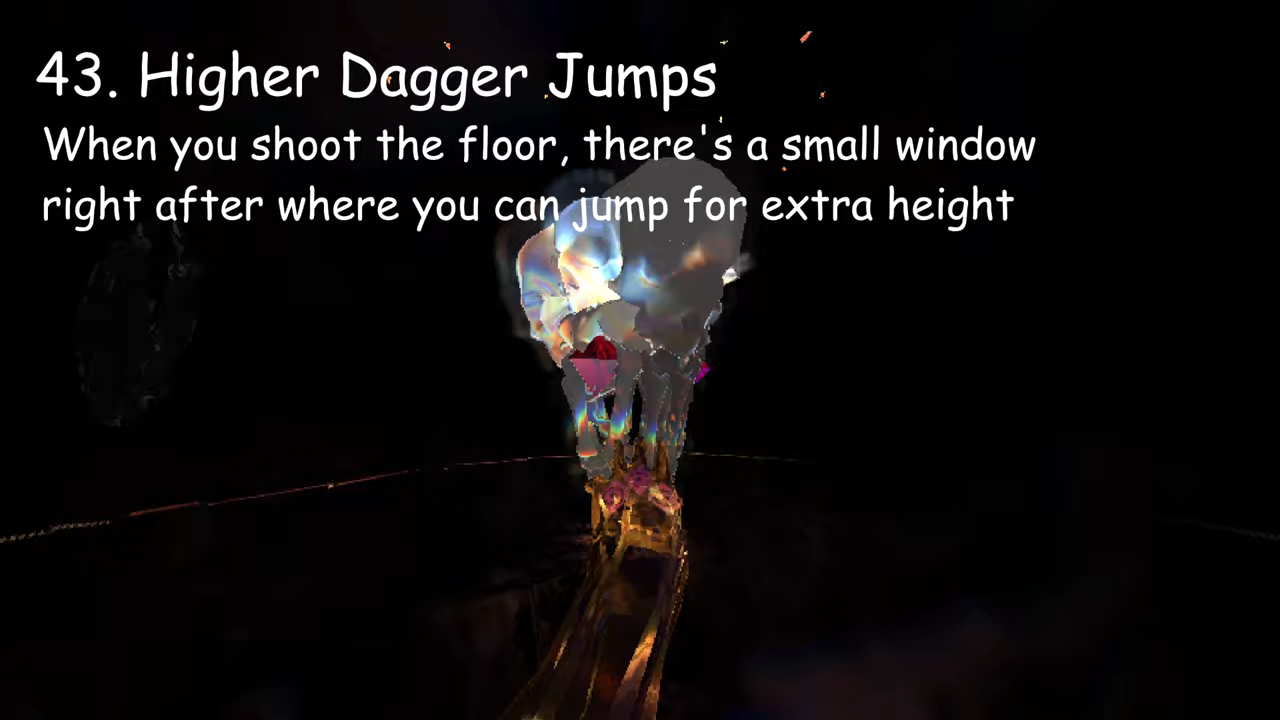 43. Higher Dagger Jumps
When you shoot the floor, there's a small window
right after where you can jump for extra height